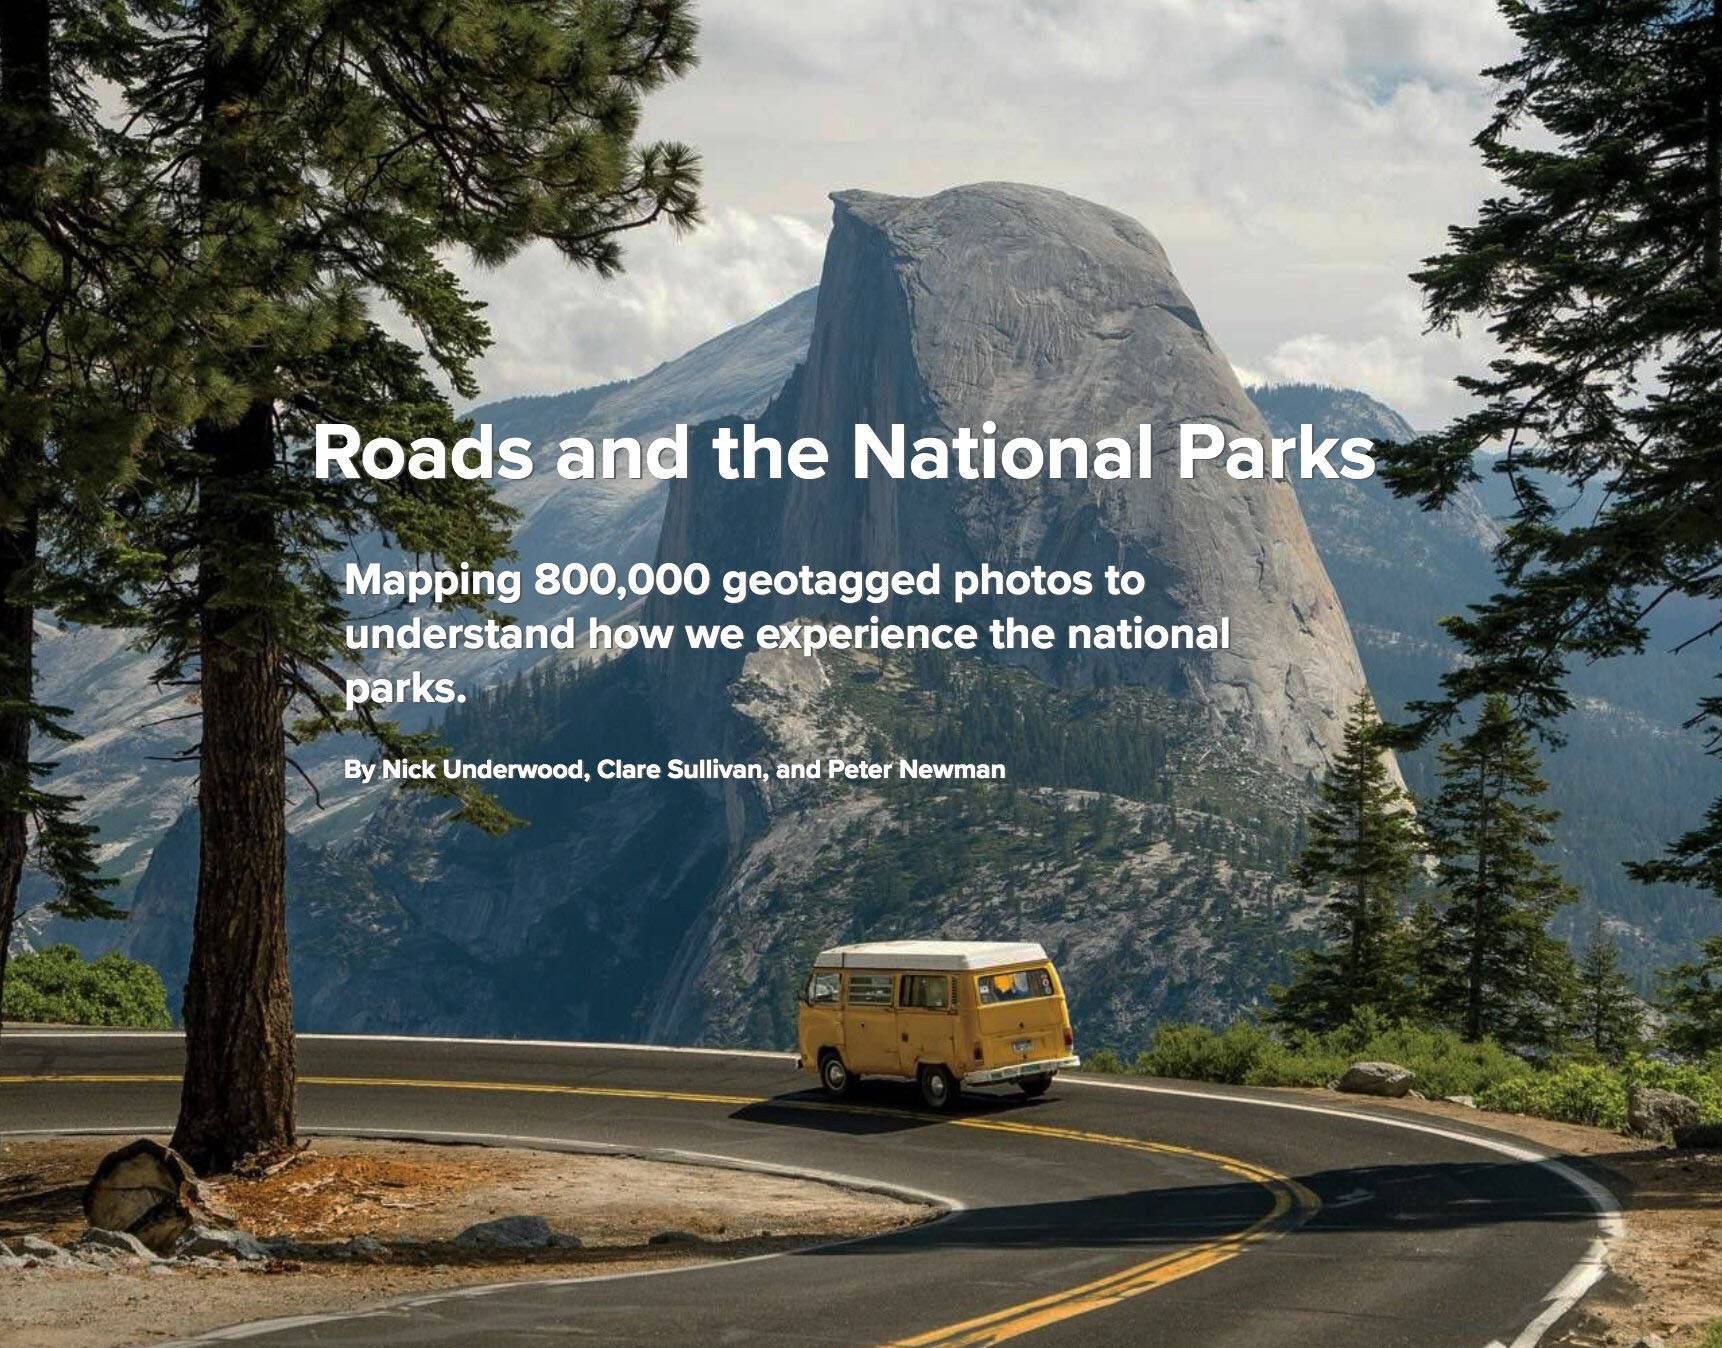 Roads and the National Parks
Mapping 800,000 geotagged photos to
understand how we experience the national
parks.
By Nick Underwood, Clare Sullivan, and Peter Newman